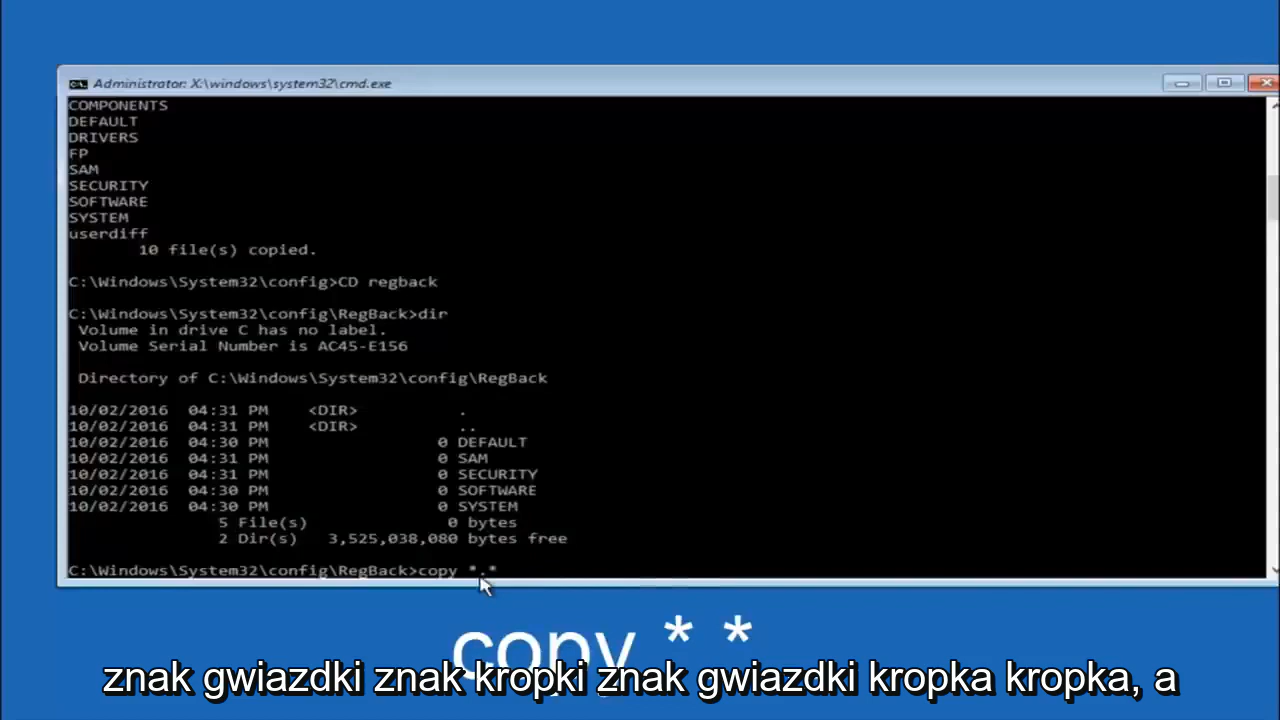 Administrator: X:\windows\system32\cmd.exe
COMPONENTS
DEFAULT
DRIVERS
FP
SAM
SECURITY
SOFTWARE
SYSTEM
userdiff
10 file(s) copied.
C:\Windows\System32\config>CD regback
C:\Windows\System32\config\RegBack>dir
Volume in drive C has no label.
Volume Serial Number is AC45-E156
Directory of C:\Windows\System32\config\RegBack
10/02/2016 04:31 PM <DIR> .
10/02/2016 04:31 PM <DIR> ..
10/02/2016 04:30 PM 0 DEFAULT
10/02/2016 04:31 PM 0 SAM
10/02/2016 04:31 PM 0 SECURITY
10/02/2016 04:30 PM 0 SOFTWARE
10/02/2016 04:30 PM 0 SYSTEM
5 File(s) 0 bytes
2 Dir(s) 3,525,038,080 bytes free
C:\Windows\System32\config\RegBack>copy *.*
copy * *
znak gwiazdki znak kropki znak gwiazdki kropka kropka, a